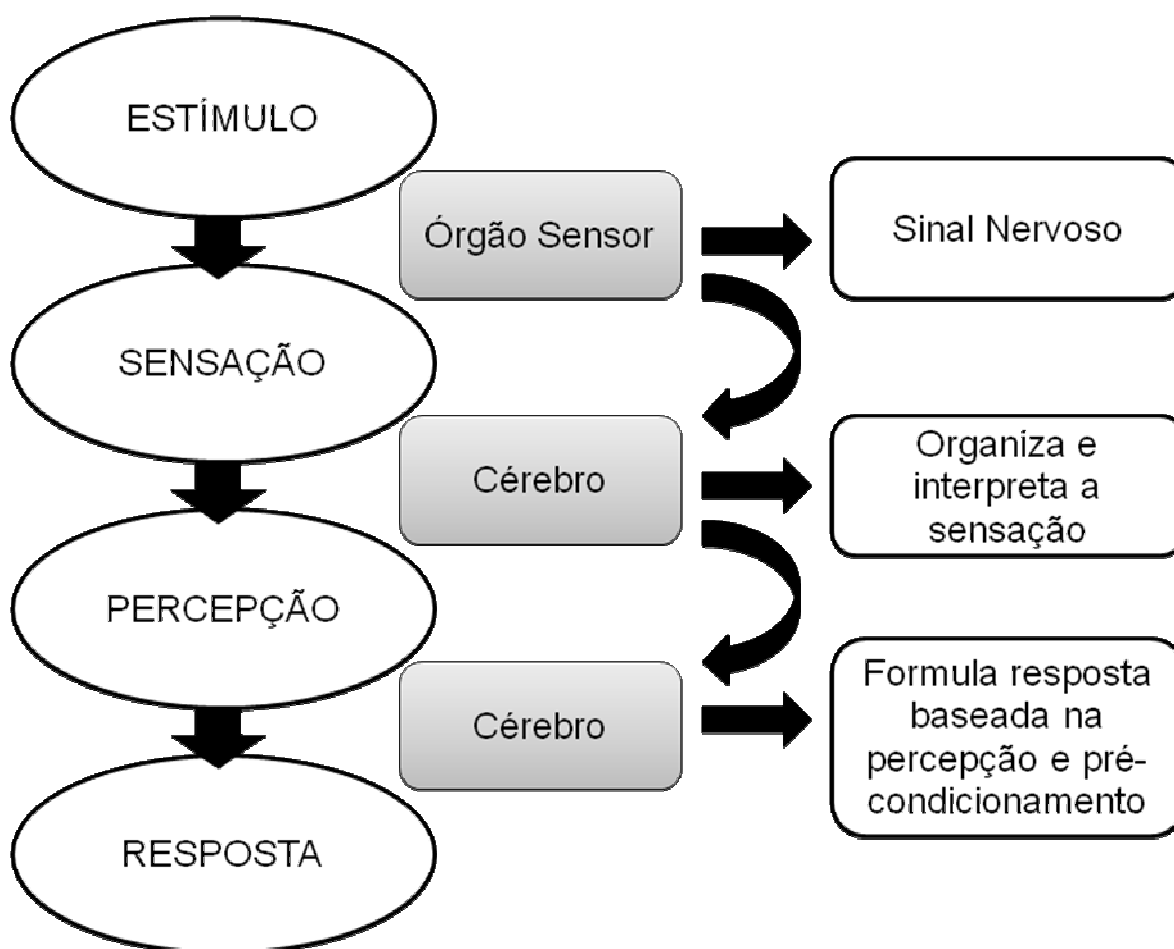 ESTÍMULO
Órgão Sensor
Sinal Nervoso
SENSAÇÃO
Cérebro
Organiza e
interpreta a
sensação
PERCEPÇÃO
Cérebro
Formula resposta
baseada na
percepção e pré-
condicionamento
RESPOSTA